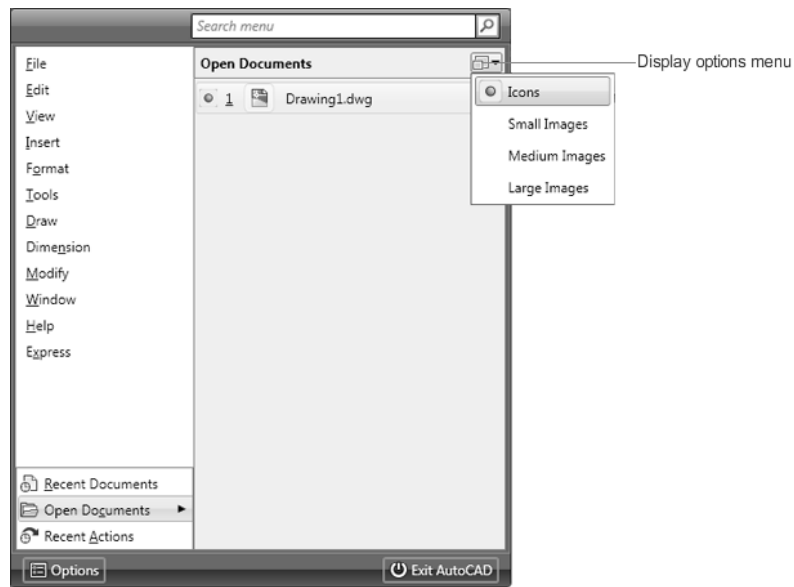 Search menu
File
Edit
View
Insert
Format
Tools
Draw
Dimension
Modify
Window
Help
Express
Recent Documents
Open Documents
Recent Actions
Open Documents
1 Drawing1.dwg
Display options menu
Icons
Small Images
Medium Images
Large Images
Options
Exit AutoCAD